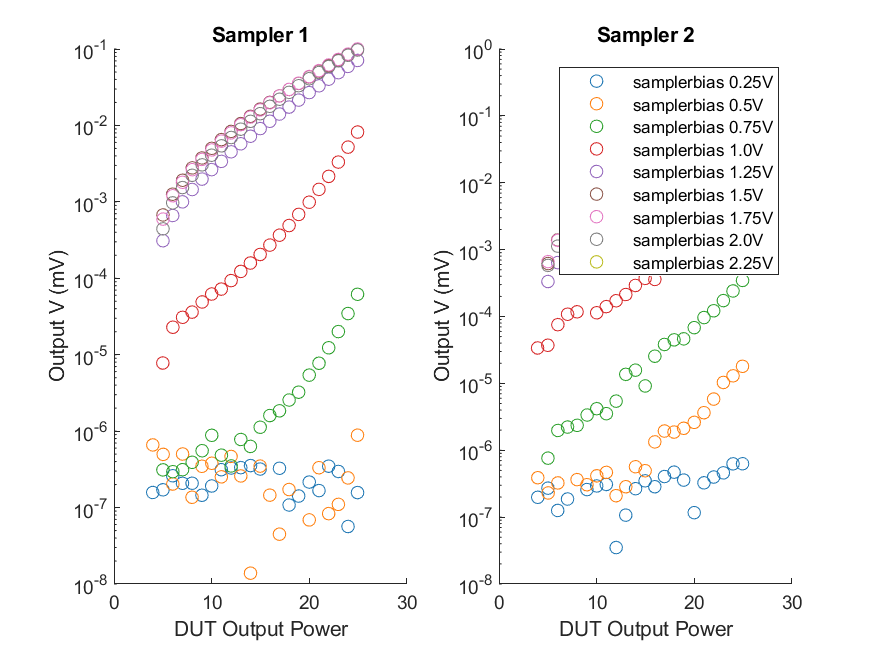 Sampler 1
Sampler 2
10^-1
10^-2
10^-3
10^-4
10^-5
10^-6
10^-7
10^-8
Output V (mV)
0
10
20
30
DUT Output Power
10^0
10^-1
10^-2
10^-3
10^-4
10^-5
10^-6
10^-7
10^-8
Output V (mV)
samplerbias 0.25V
samplerbias 0.5V
samplerbias 0.75V
samplerbias 1.0V
samplerbias 1.25V
samplerbias 1.5V
samplerbias 1.75V
samplerbias 2.0V
samplerbias 2.25V
0
10
20
30
DUT Output Power